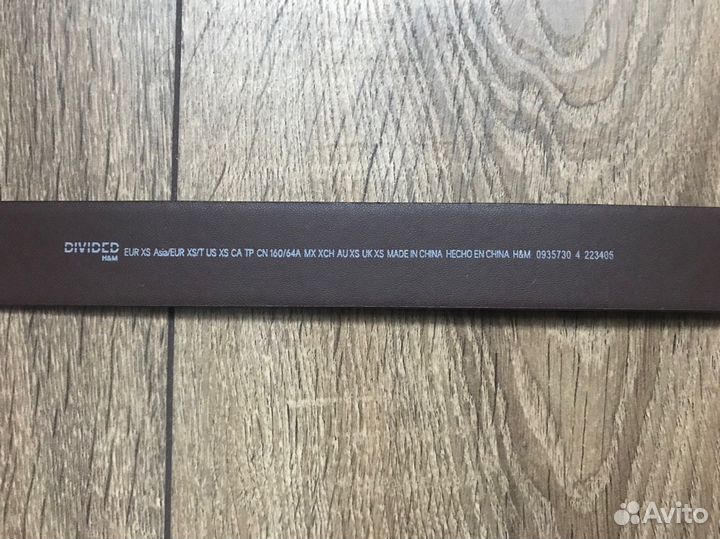 DIVIDED
H&M
EUR XS Asia/EUR XS/T US XS CA TP CN 160/64A MX XCH AU XS UK XS MADE IN CHINA HECHO EN CHINA H&M 0935730 4 223405
Avito